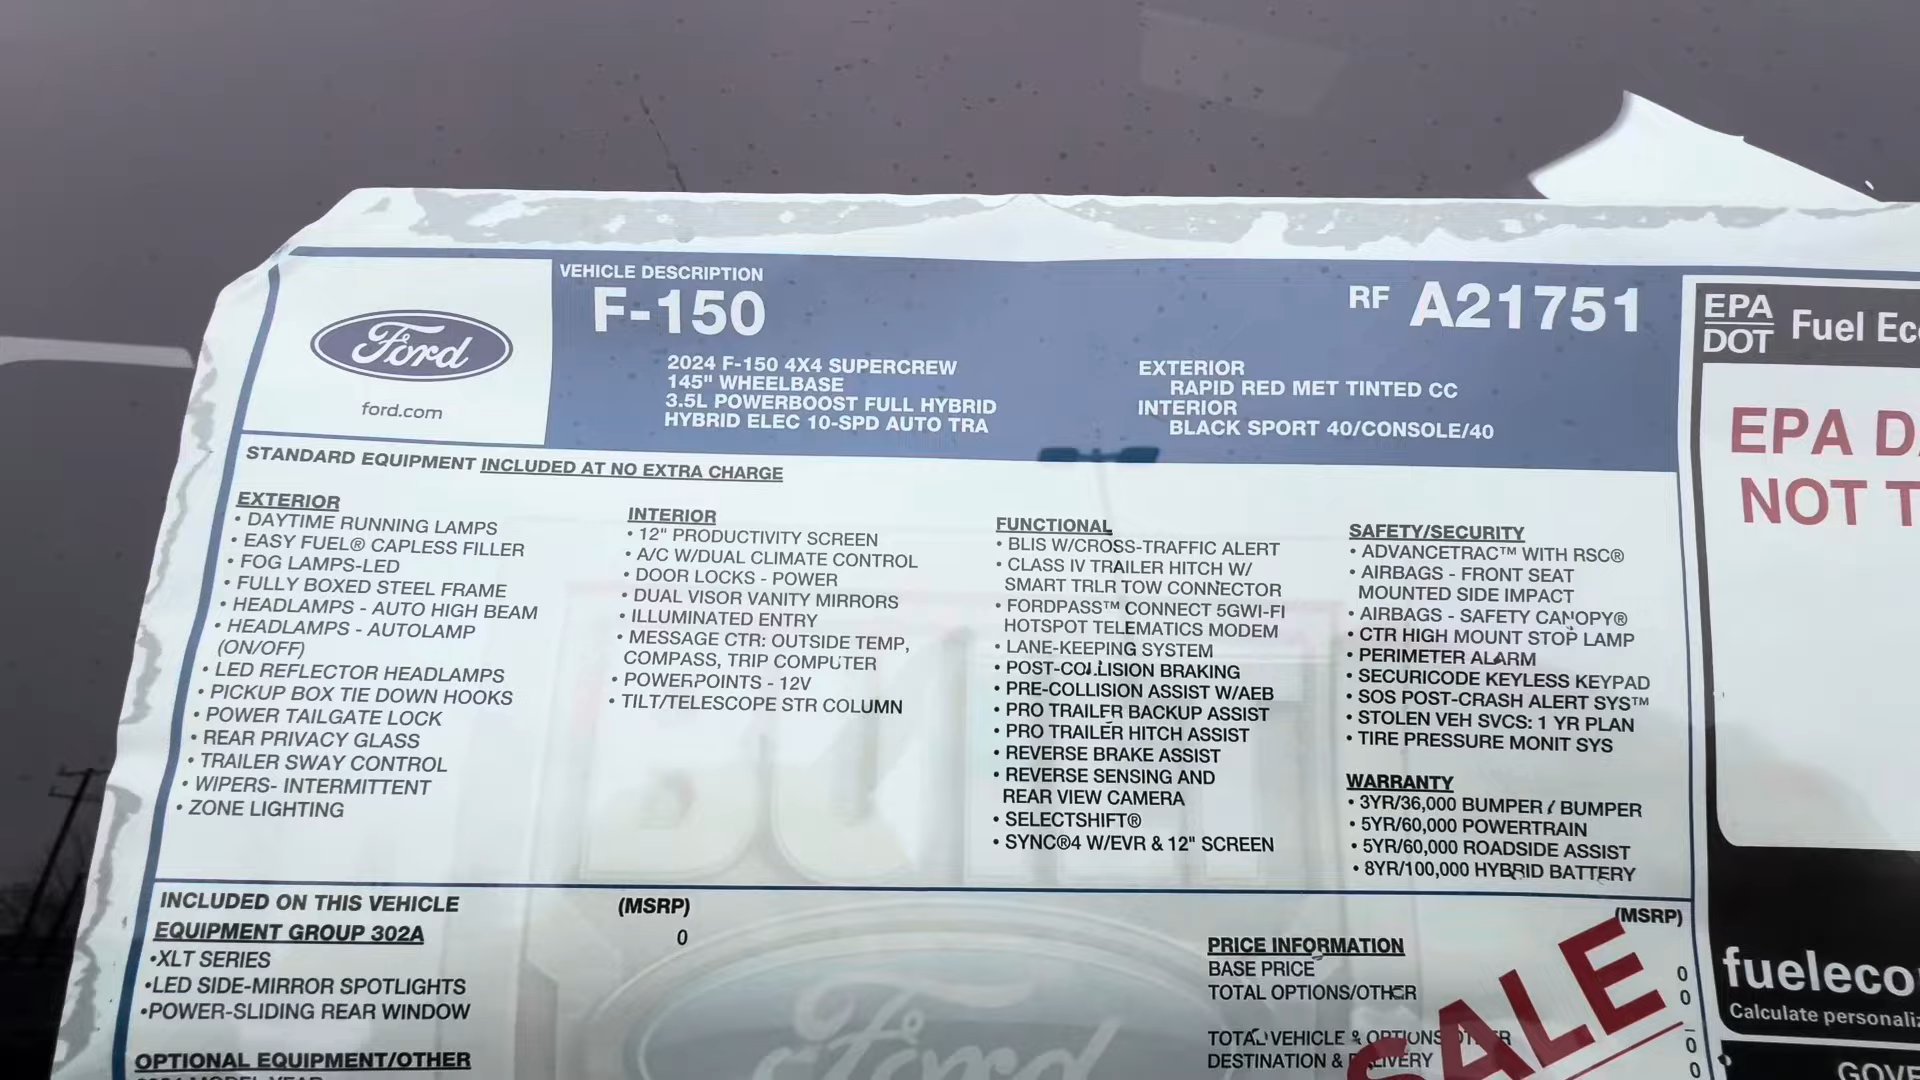 VEHICLE DESCRIPTION
F-150
RF A21751
Ford
ford.com
2024 F-150 4X4 SUPERCREW
145" WHEELBASE
3.5L POWERBOOST FULL HYBRID
HYBRID ELEC 10-SPD AUTO TRA
EXTERIOR
RAPID RED MET TINTED CC
INTERIOR
BLACK SPORT 40/CONSOLE/40
STANDARD EQUIPMENT INCLUDED AT NO EXTRA CHARGE
EXTERIOR
• DAYTIME RUNNING LAMPS
• EASY FUEL® CAPLESS FILLER
• FOG LAMPS-LED
• FULLY BOXED STEEL FRAME
• HEADLAMPS - AUTO HIGH BEAM
• HEADLAMPS - AUTOLAMP
(ON/OFF)
• LED REFLECTOR HEADLAMPS
• PICKUP BOX TIE DOWN HOOKS
• POWER TAILGATE LOCK
• REAR PRIVACY GLASS
• TRAILER SWAY CONTROL
• WIPERS- INTERMITTENT
• ZONE LIGHTING
INTERIOR
• 12" PRODUCTIVITY SCREEN
• A/C W/DUAL CLIMATE CONTROL
• DOOR LOCKS - POWER
• DUAL VISOR VANITY MIRRORS
• ILLUMINATED ENTRY
• MESSAGE CTR: OUTSIDE TEMP,
COMPASS, TRIP COMPUTER
• POWERPOINTS - 12V
• TILT/TELESCOPE STR COLUMN
FUNCTIONAL
• BLIS W/CROSS-TRAFFIC ALERT
• CLASS IV TRAILER HITCH W/
SMART TRLR TOW CONNECTOR
• FORDPASS™ CONNECT 5GWI-FI
HOTSPOT TELEMATICS MODEM
• LANE-KEEPING SYSTEM
• POST-COLLISION BRAKING
• PRE-COLLISION ASSIST W/AEB
• PRO TRAILER BACKUP ASSIST
• PRO TRAILER HITCH ASSIST
• REVERSE BRAKE ASSIST
• REVERSE SENSING AND
REAR VIEW CAMERA
• SELECTSHIFT®
• SYNC®4 W/EVR & 12" SCREEN
SAFETY/SECURITY
• ADVANCETRAC™ WITH RSC®
• AIRBAGS - FRONT SEAT
MOUNTED SIDE IMPACT
• AIRBAGS - SAFETY CANOPY®
• CTR HIGH MOUNT STOP LAMP
• PERIMETER ALARM
• SECURICODE KEYLESS KEYPAD
• SOS POST-CRASH ALERT SYS™
• STOLEN VEH SVCS: 1 YR PLAN
• TIRE PRESSURE MONIT SYS
WARRANTY
• 3YR/36,000 BUMPER / BUMPER
• 5YR/60,000 POWERTRAIN
• 5YR/60,000 ROADSIDE ASSIST
• 8YR/100,000 HYBRID BATTERY
INCLUDED ON THIS VEHICLE
(MSRP)
EQUIPMENT GROUP 302A
0
•XLT SERIES
•LED SIDE-MIRROR SPOTLIGHTS
•POWER-SLIDING REAR WINDOW
OPTIONAL EQUIPMENT/OTHER
(MSRP)
PRICE INFORMATION
BASE PRICE 0
TOTAL OPTIONS/OTHER 0
TOTAL VEHICLE & OPTIONS/OTHER 0
DESTINATION & DELIVERY 0
SALE
Ford
EPA
DOT
Fuel Ec
EPA D
NOT T
fueleco
Calculate personaliz
GOVE